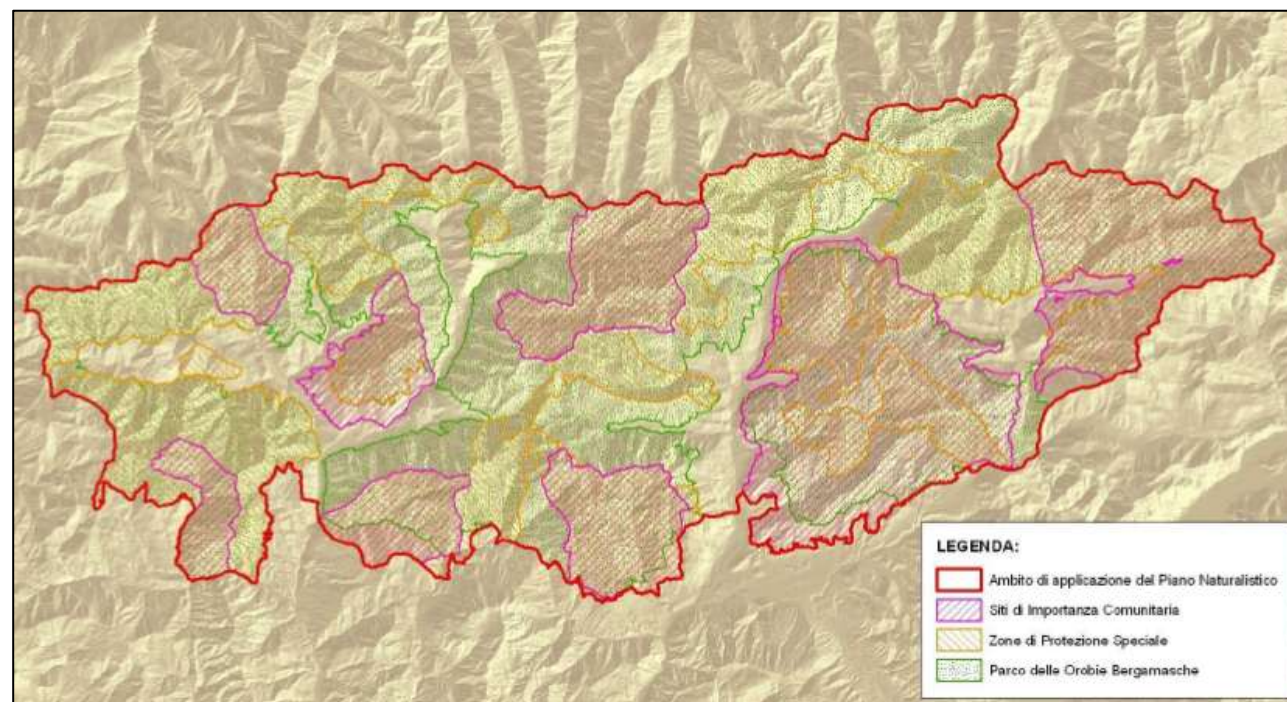 LEGENDA:
Ambito di applicazione del Piano Naturalistico
Siti di Importanza Comunitaria
Zone di Protezione Speciale
Parco delle Orobie Bergamasche